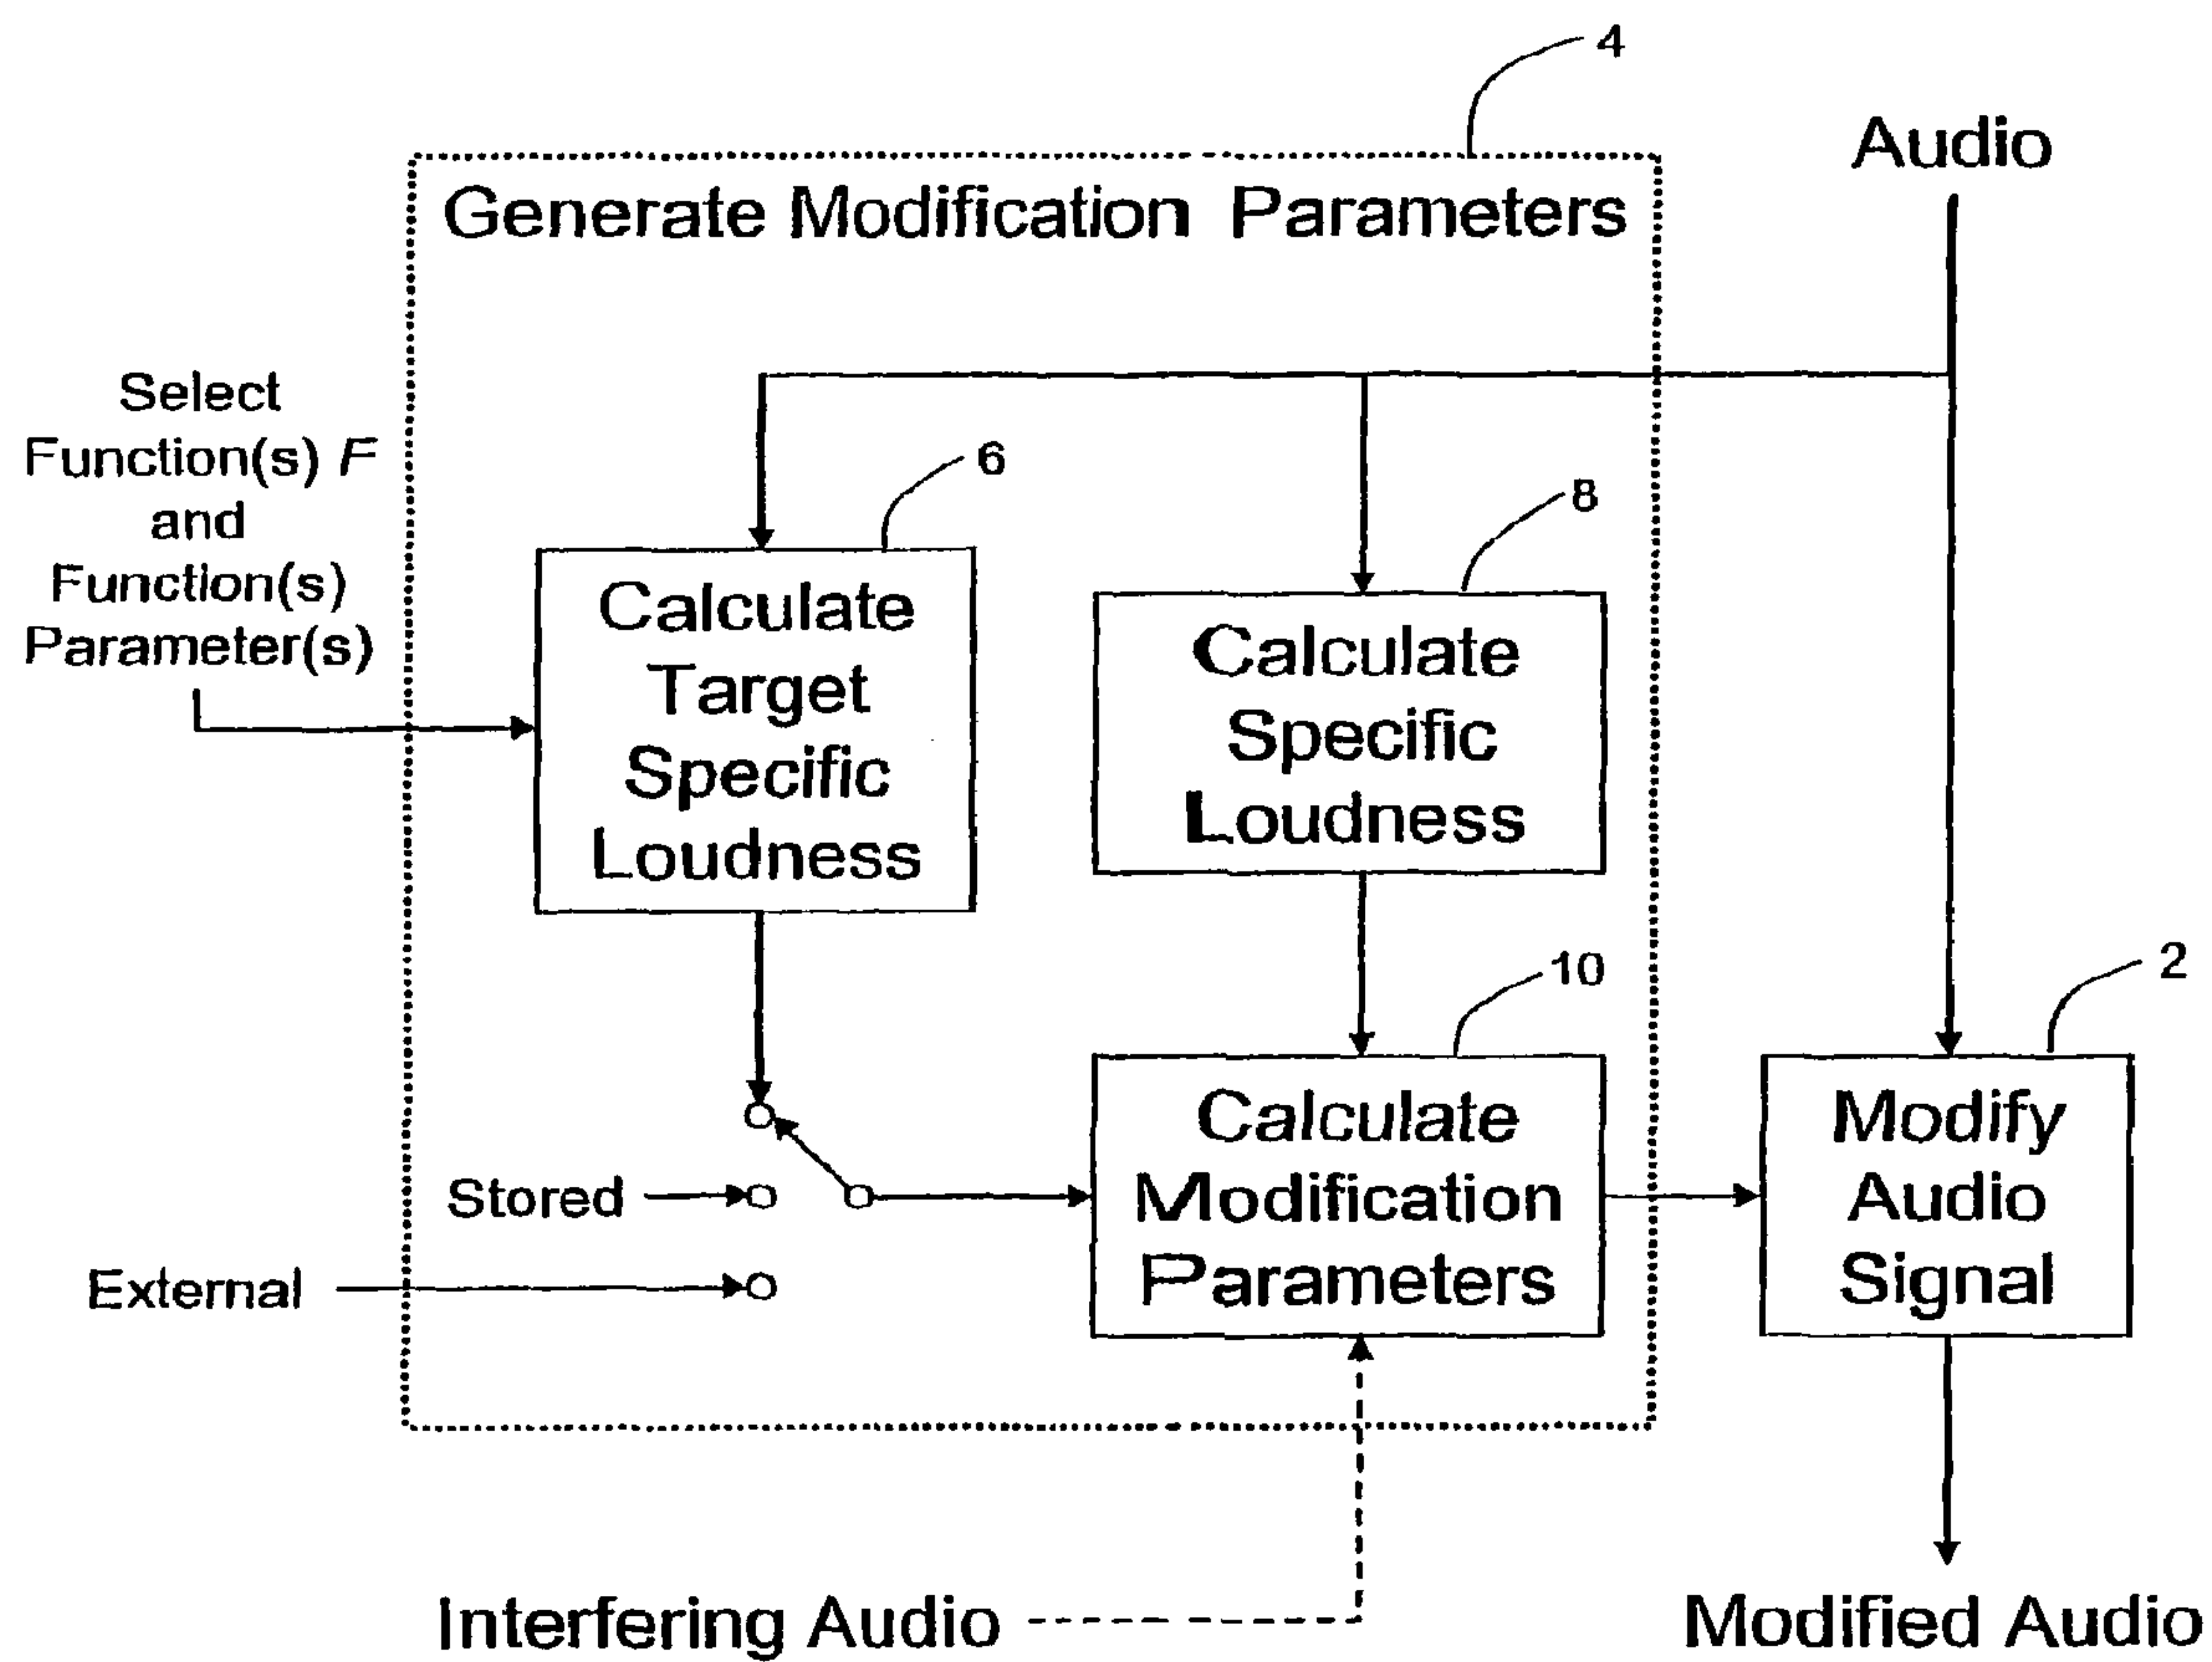 4
Audio
Generate Modification Parameters
Select
Function(s) F
and
Function(s)
Parameter(s)
6
8
Calculate
Target
Specific
Loudness
Calculate
Specific
Loudness
10
2
Calculate
Modification
Parameters
Modify
Audio
Signal
Stored
External
Interfering Audio
Modified Audio